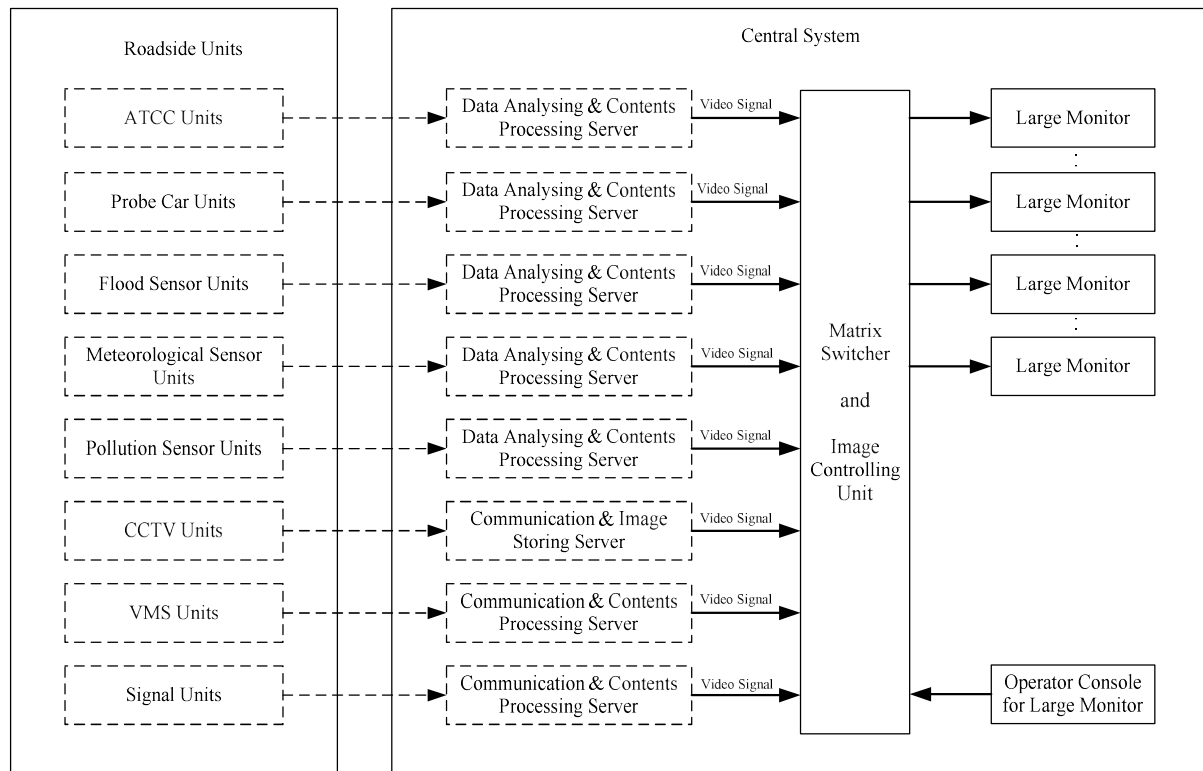 Roadside Units
Central System
ATCC Units
Data Analysing & Contents
Processing Server
Video Signal
Large Monitor
Probe Car Units
Data Analysing & Contents
Processing Server
Video Signal
Large Monitor
Flood Sensor Units
Data Analysing & Contents
Processing Server
Video Signal
Large Monitor
Meteorological Sensor
Units
Data Analysing & Contents
Processing Server
Video Signal
Matrix
Switcher
and
Image
Controlling
Unit
Large Monitor
Pollution Sensor Units
Data Analysing & Contents
Processing Server
Video Signal
CCTV Units
Communication & Image
Storing Server
Video Signal
VMS Units
Communication & Contents
Processing Server
Video Signal
Signal Units
Communication & Contents
Processing Server
Video Signal
Operator Console
for Large Monitor